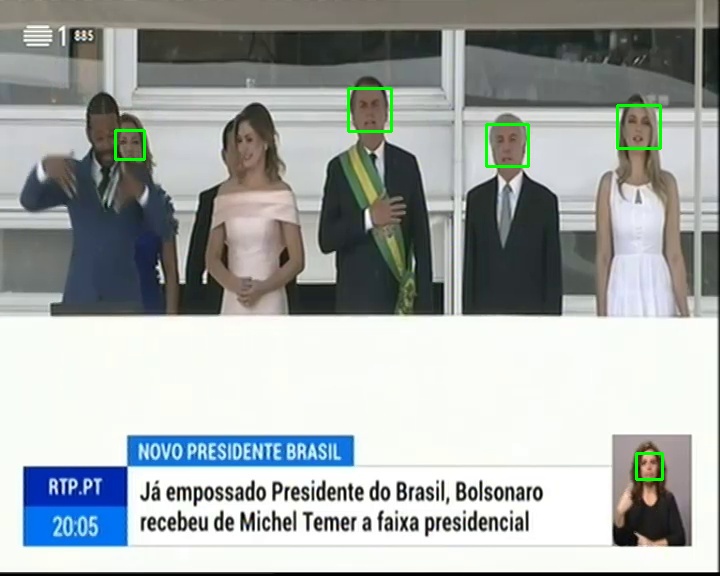 1 885
NOVO PRESIDENTE BRASIL
RTP.PT
Já empossado Presidente do Brasil, Bolsonaro
20:05
recebeu de Michel Temer a faixa presidencial